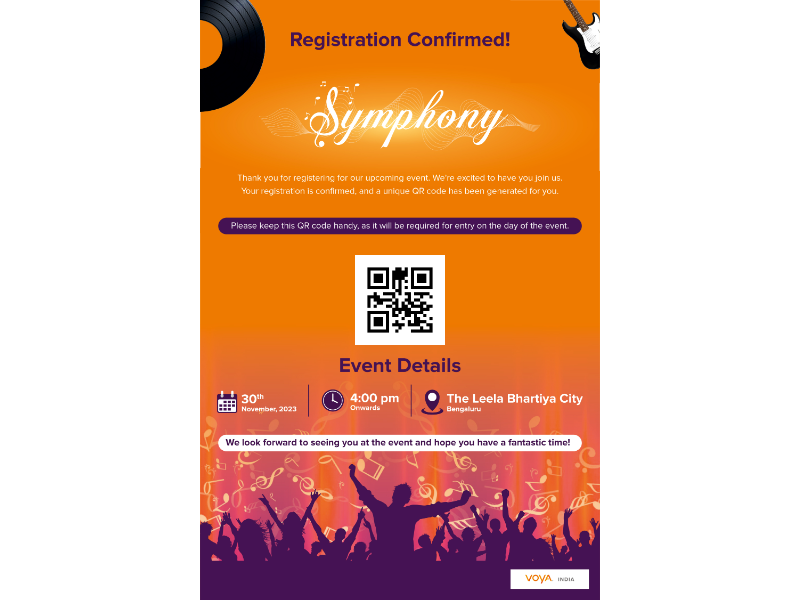 Registration Confirmed!
Symphony
Thank you for registering for our upcoming event. We're excited to have you join us.
Your registration is confirmed, and a unique QR code has been generated for you.
Please keep this QR code handy, as it will be required for entry on the day of the event.
Event Details
30th
November, 2023
4:00 pm
Onwards
The Leela Bhartiya City
Bengaluru
We look forward to seeing you at the event and hope you have a fantastic time!
VOYA INDIA